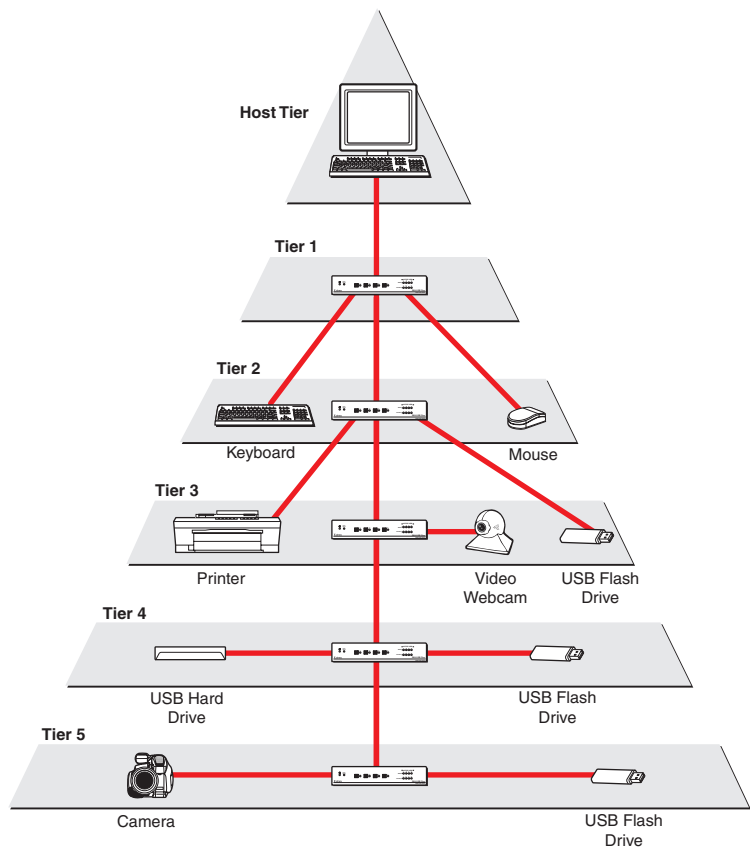 Host Tier
Tier 1
Tier 2
Keyboard
Mouse
Tier 3
Printer
Video
Webcam
USB Flash
Drive
Tier 4
USB Hard
Drive
USB Flash
Drive
Tier 5
Camera
USB Flash
Drive